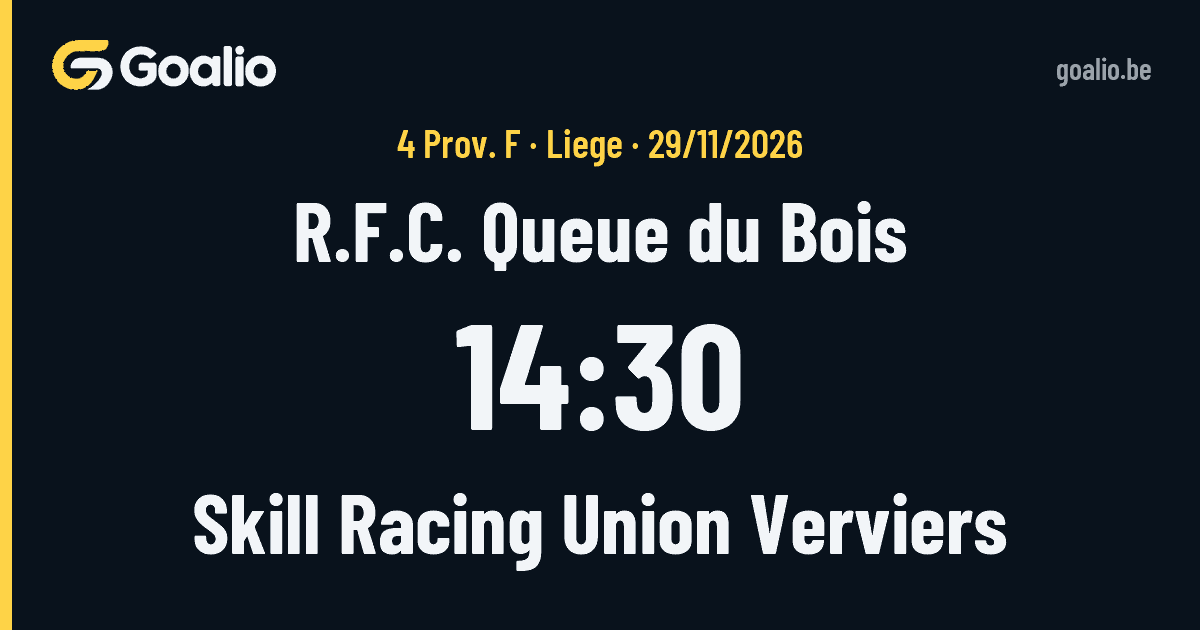 Goalio
goalio.be
4 Prov. F · Liege · 29/11/2026
R.F.C. Queue du Bois
14:30
Skill Racing Union Verviers